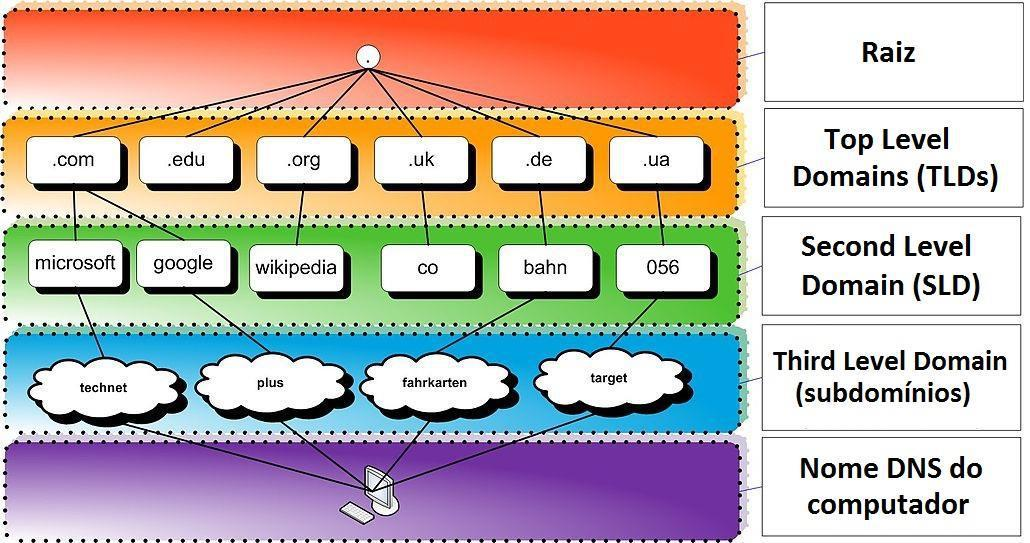 .
Raiz
.com
.edu
.org
.uk
.de
.ua
Top Level
Domains (TLDs)
microsoft
google
wikipedia
co
bahn
056
Second Level
Domain (SLD)
technet
plus
fahrkarten
target
Third Level Domain
(subdomínios)
Nome DNS do
computador